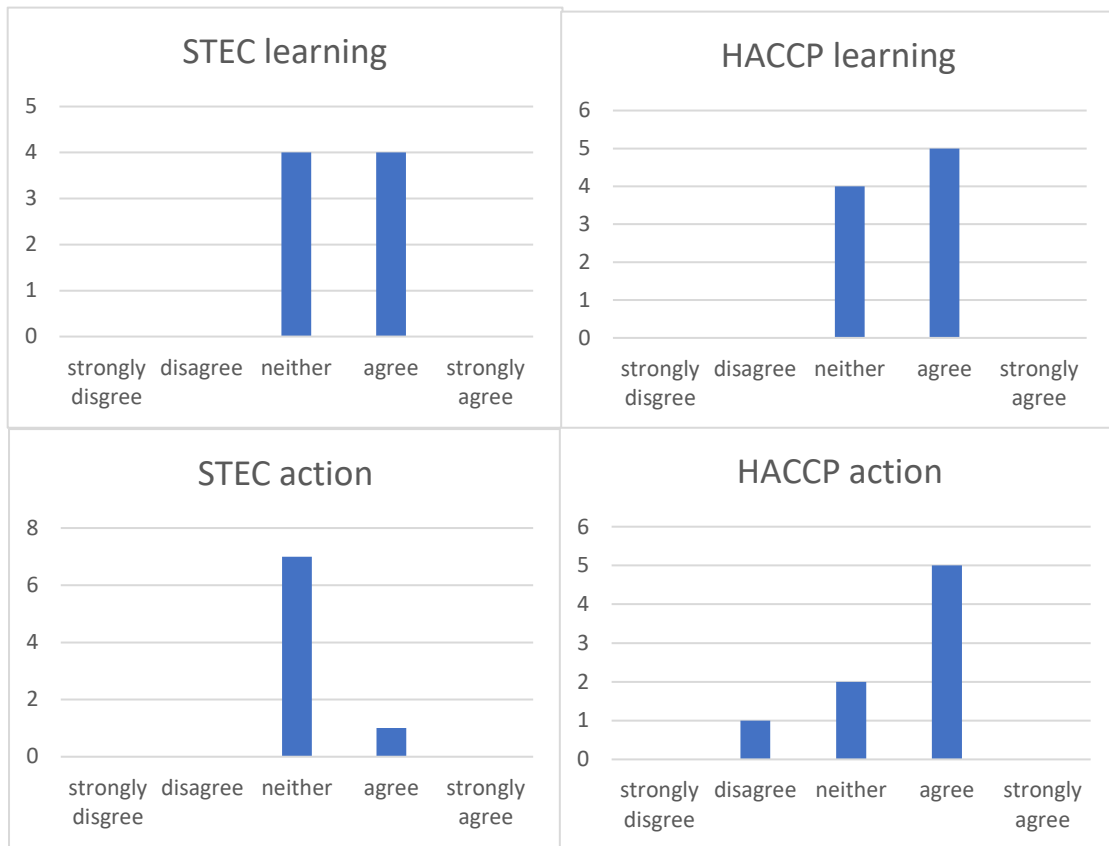 STEC learning
5
4
3
2
1
0
strongly disgree
disagree
neither
agree
strongly agree
HACCP learning
6
5
4
3
2
1
0
strongly disgree
disagree
neither
agree
strongly agree
STEC action
8
6
4
2
0
strongly disgree
disagree
neither
agree
strongly agree
HACCP action
6
5
4
3
2
1
0
strongly disgree
disagree
neither
agree
strongly agree